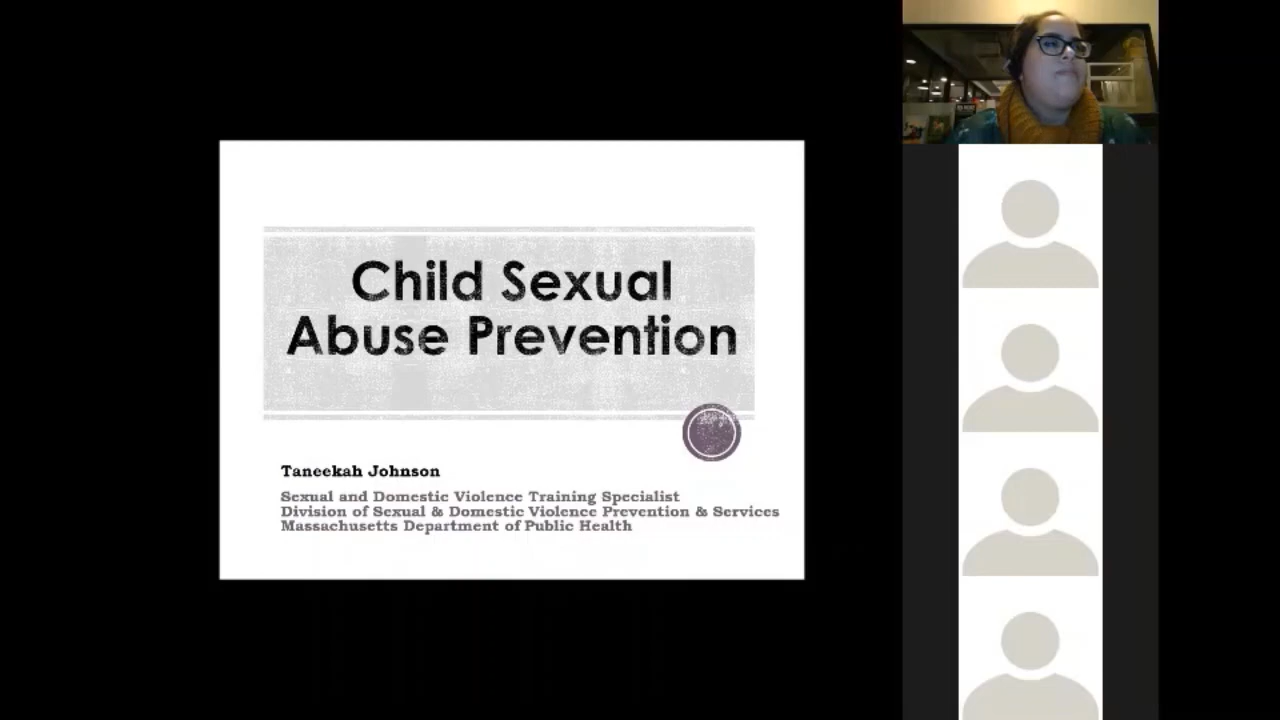 Child Sexual
Abuse Prevention
Taneekah Johnson
Sexual and Domestic Violence Training Specialist
Division of Sexual & Domestic Violence Prevention & Services
Massachusetts Department of Public Health